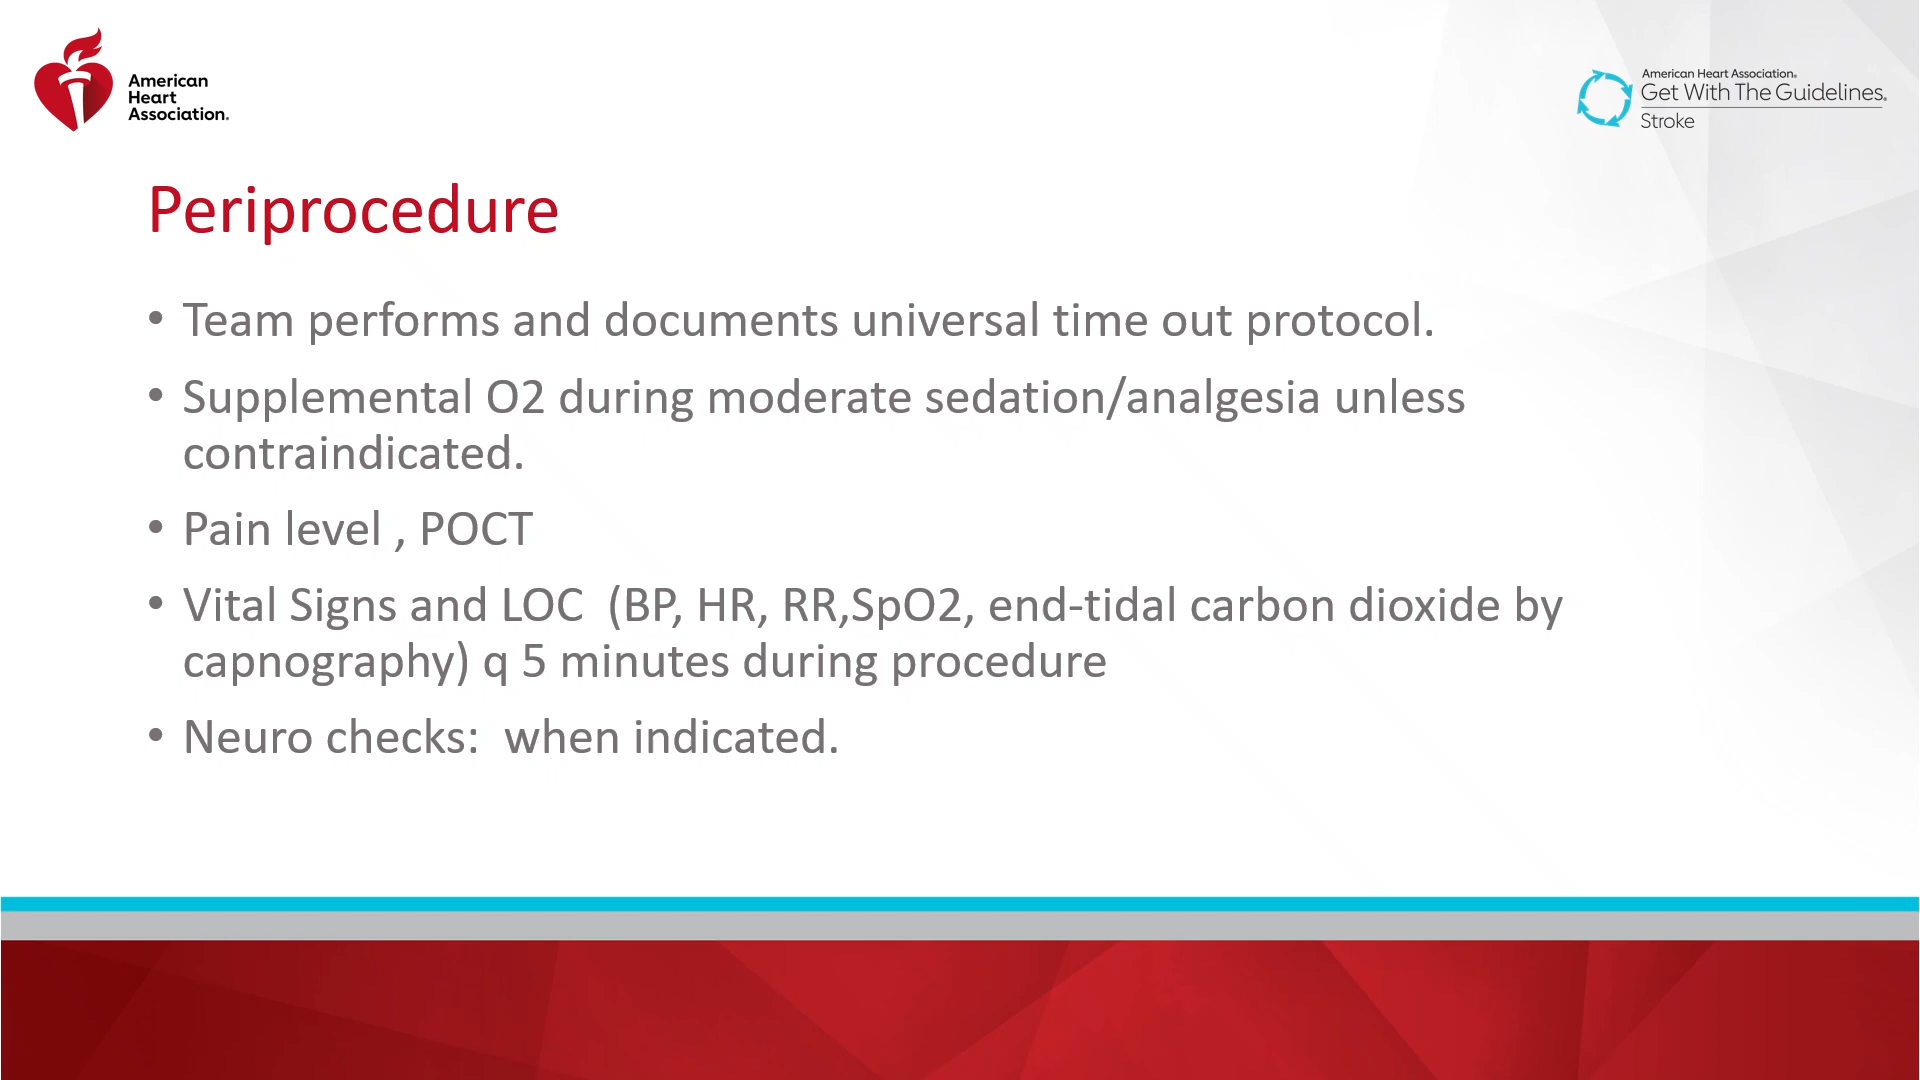 American
Heart
Association.
American Heart Association®
Get With The Guidelines®
Stroke
Periprocedure
• Team performs and documents universal time out protocol.
• Supplemental O2 during moderate sedation/analgesia unless
contraindicated.
• Pain level , POCT
• Vital Signs and LOC  (BP, HR, RR,SpO2, end-tidal carbon dioxide by
capnography) q 5 minutes during procedure
• Neuro checks:  when indicated.